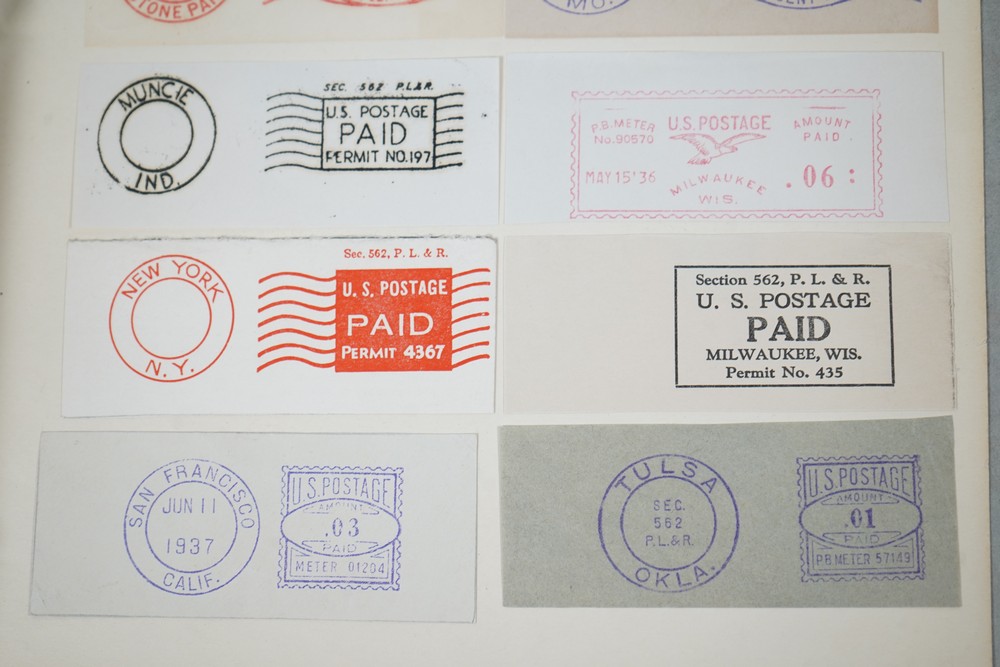 STONE PA
MO.
MUNCIE
IND.
SEC. 562 P.L.&R.
U.S. POSTAGE
PAID
PERMIT NO.197
P.B. METER
No.90570
U.S. POSTAGE
AMOUNT
PAID
MAY 15 '36
MILWAUKEE
WIS.
.06:
NEW YORK
N.Y.
Sec. 562, P. L. & R.
U. S. POSTAGE
PAID
PERMIT 4367
Section 562, P. L. & R.
U. S. POSTAGE
PAID
MILWAUKEE, WIS.
Permit No. 435
SAN FRANCISCO
JUN 11
1937
CALIF.
U.S. POSTAGE
AMOUNT
.03
PAID
METER 01204
TULSA
SEC.
562
P.L.&R.
OKLA.
U.S. POSTAGE
AMOUNT
.01
PAID
PB METER 57149